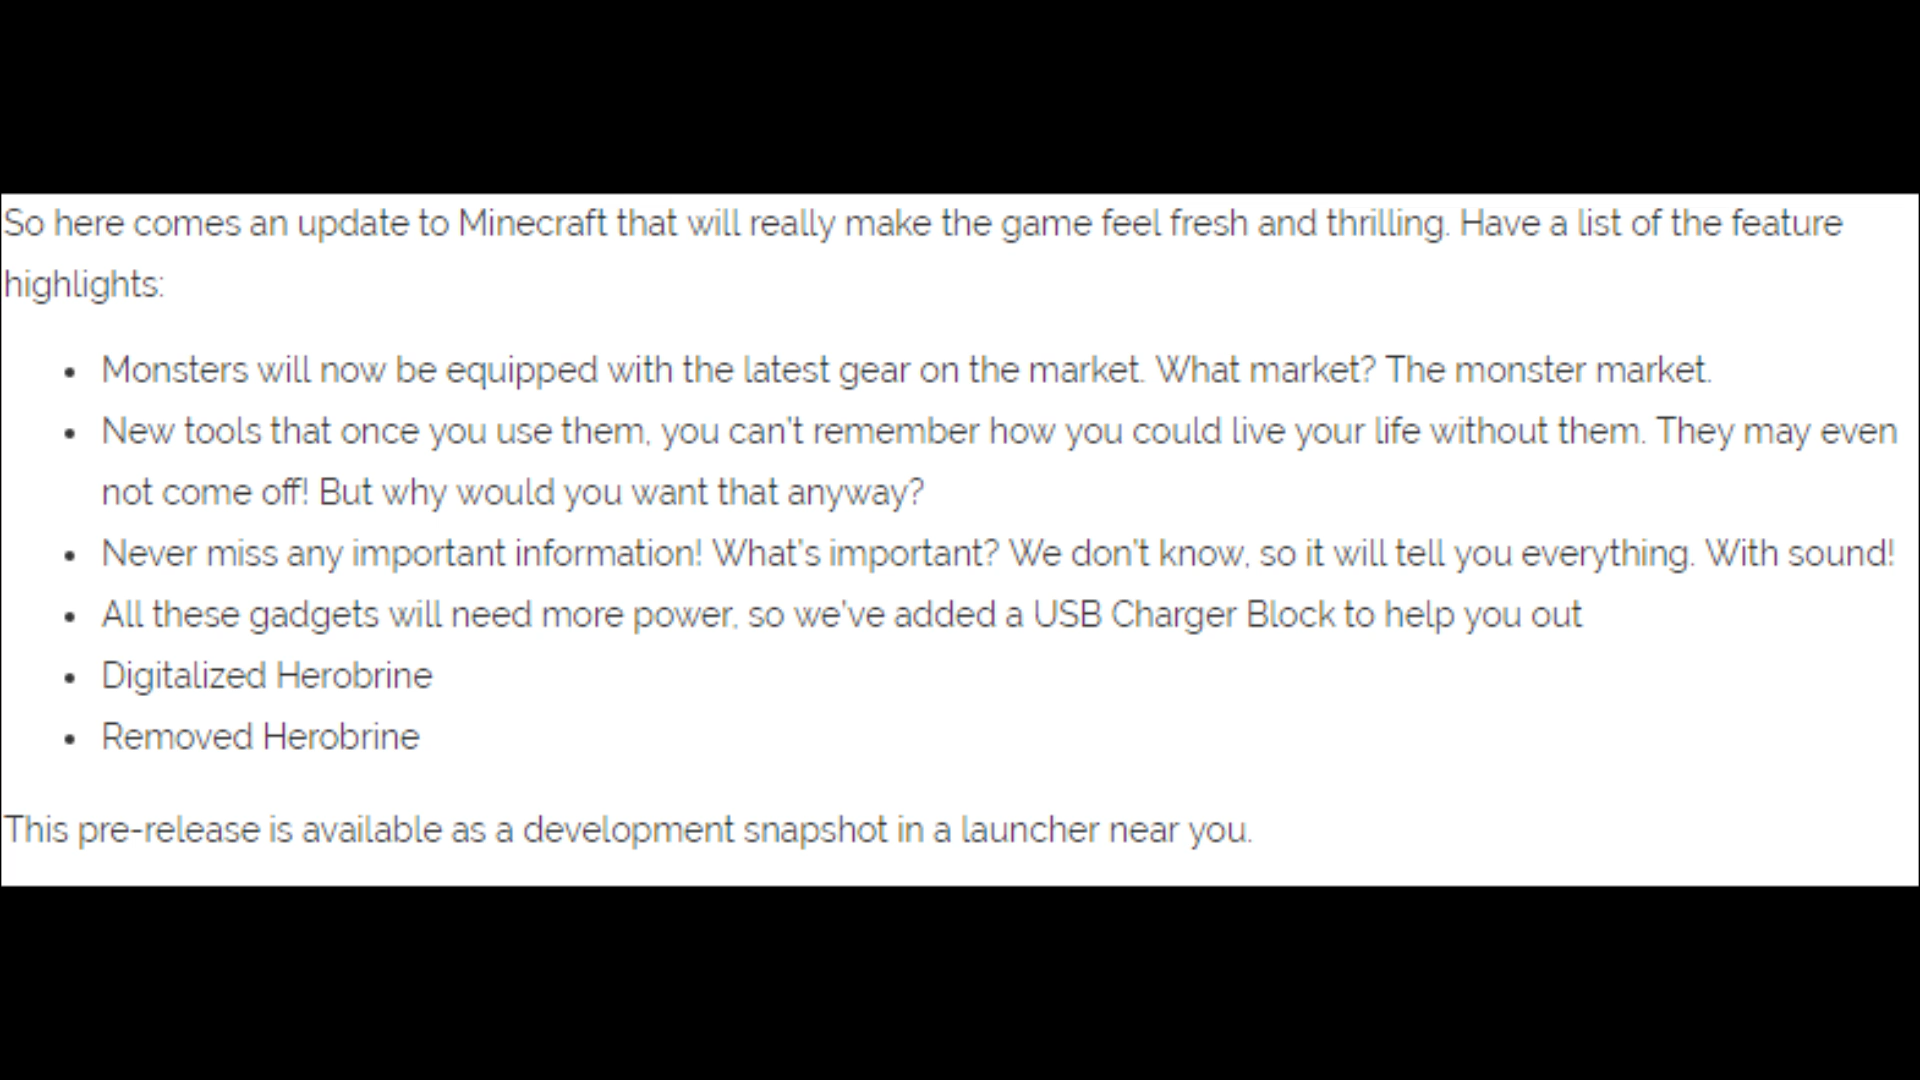 So here comes an update to Minecraft that will really make the game feel fresh and thrilling. Have a list of the feature
highlights:
• Monsters will now be equipped with the latest gear on the market. What market? The monster market.
• New tools that once you use them, you can't remember how you could live your life without them. They may even
not come off! But why would you want that anyway?
• Never miss any important information! What's important? We don't know, so it will tell you everything. With sound!
• All these gadgets will need more power, so we've added a USB Charger Block to help you out
• Digitalized Herobrine
• Removed Herobrine
This pre-release is available as a development snapshot in a launcher near you.